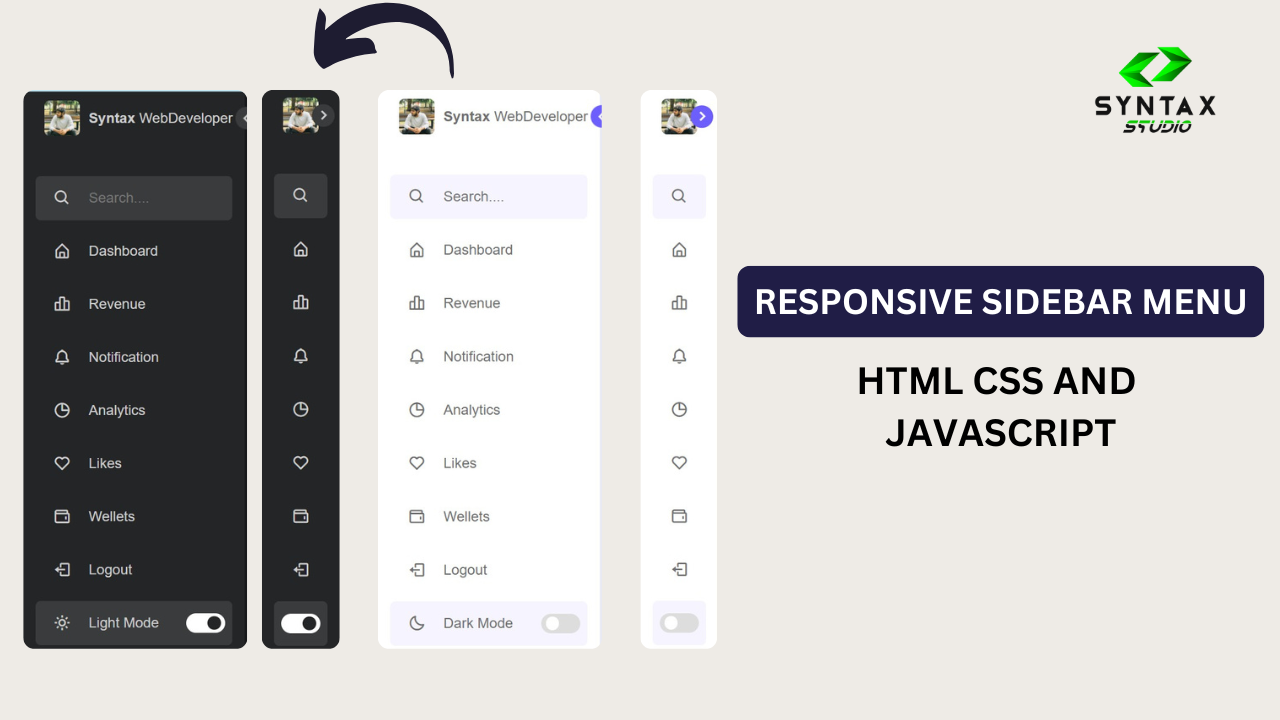 Syntax WebDeveloper
Search....
Dashboard
Revenue
Notification
Analytics
Likes
Wellets
Logout
Light Mode
Syntax WebDeveloper
Search....
Dashboard
Revenue
Notification
Analytics
Likes
Wellets
Logout
Dark Mode
SYNTAX
STUDIO
RESPONSIVE SIDEBAR MENU
HTML CSS AND
JAVASCRIPT